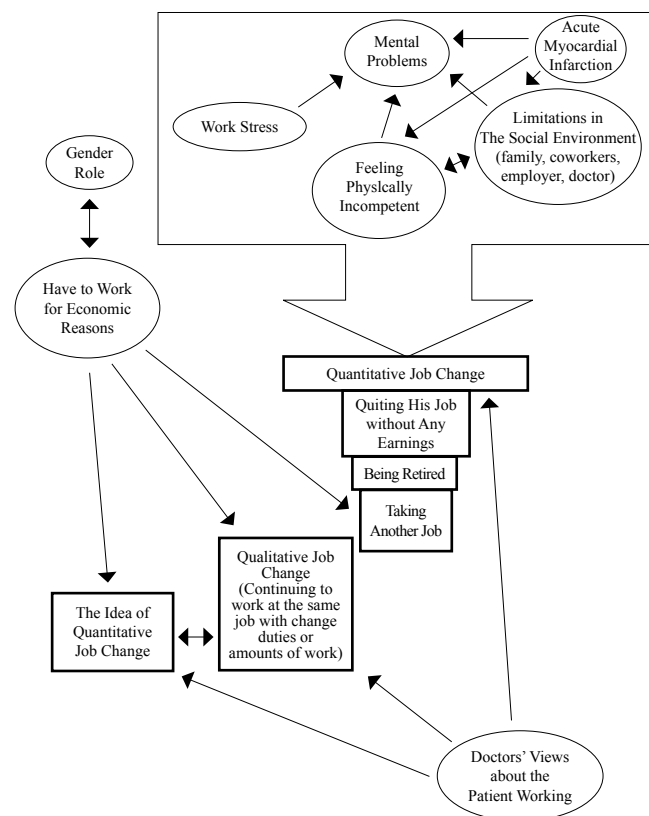 Mental
Problems
Acute
Myocardial
Infarction
Work Stress
Limitations in
The Social Environment
(family, coworkers,
employer, doctor)
Feeling
Physlcally
Incompetent
Gender
Role
Have to Work
for Economic
Reasons
Quantitative Job Change
Quiting His Job
without Any
Earnings
Being Retired
Taking
Another Job
Qualitative Job
Change
(Continuing to
work at the same
job with change
duties or
amounts of work)
The Idea of
Quantitative
Job Change
Doctors’ Views
about the
Patient Working